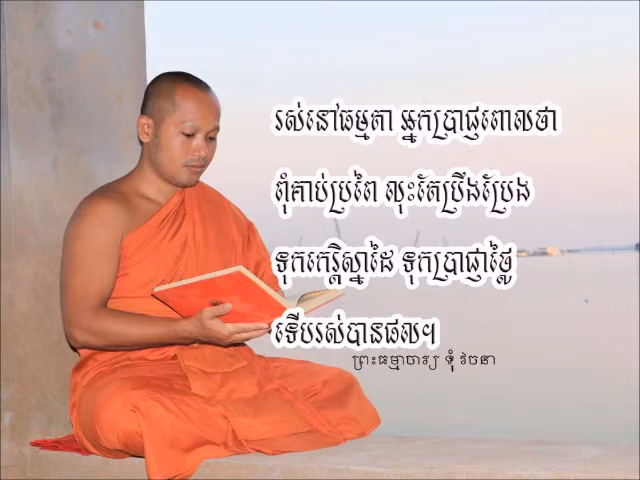 រស់នៅធម្មតា អ្នកប្រាជ្ញពោលថា
ពុំគាប់ប្រពៃ លុះតែប្រឹងប្រែង
ទុកកេរ្តិ៍ស្នាដៃ ទុកប្រាជ្ញាថ្លៃ
ទើបរស់បានផល។
ព្រះធម្មាចារ្យ ទុំ វចនា